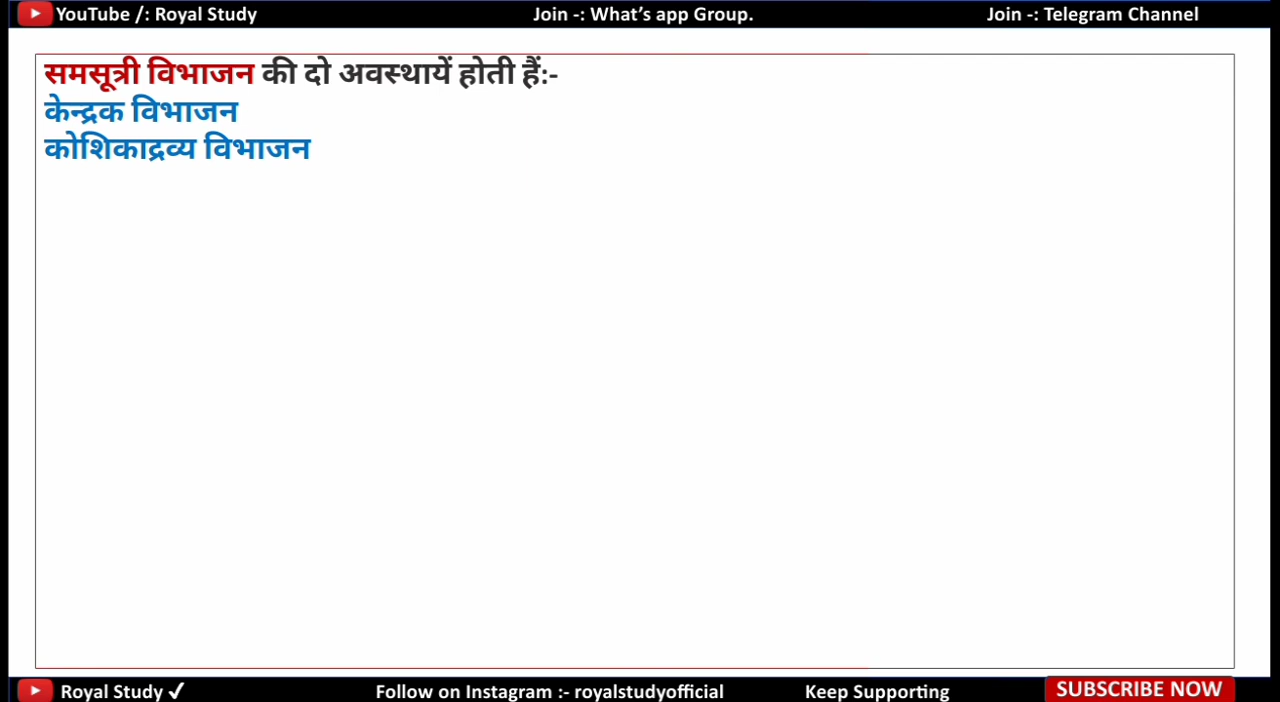 YouTube /: Royal Study Join -: What's app Group. Join -: Telegram Channel
समसूत्री विभाजन की दो अवस्थायें होती हैं:-
केन्द्रक विभाजन
कोशिकाद्रव्य विभाजन
Royal Study ✓ Follow on Instagram :- royalstudyofficial Keep Supporting SUBSCRIBE NOW